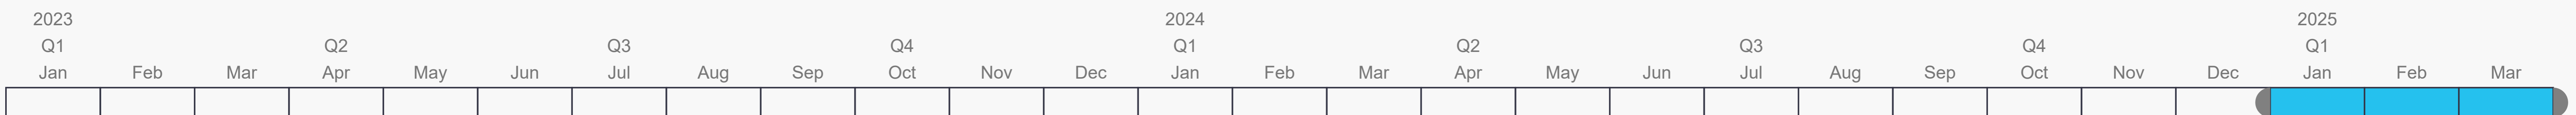 2023 2024 2025
Q1 Q2 Q3 Q4 Q1 Q2 Q3 Q4 Q1
Jan Feb Mar Apr May Jun Jul Aug Sep Oct Nov Dec Jan Feb Mar Apr May Jun Jul Aug Sep Oct Nov Dec Jan Feb Mar